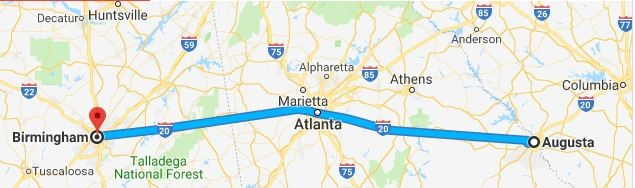 Decatur
Huntsville
26
77
59
75
Anderson
Alpharetta
85
85
Athens
22
Columbia
20
Marietta
Birmingham
20
Atlanta
20
Augusta
Talladega
National Forest
Tuscaloosa
75